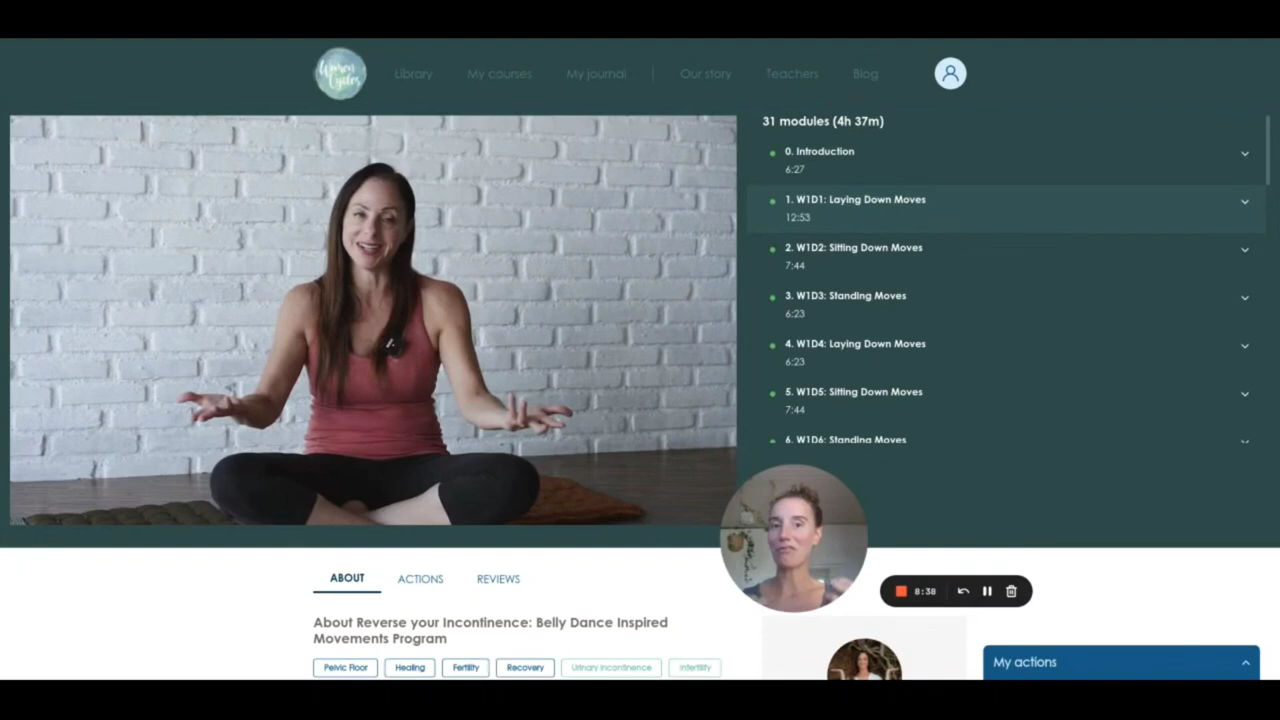 Women Cycles
Library
My courses
My journal
Our story
Teachers
Blog
31 modules (4h 37m)
0. Introduction
6:27
1. W1D1: Laying Down Moves
12:53
2. W1D2: Sitting Down Moves
7:44
3. W1D3: Standing Moves
6:23
4. W1D4: Laying Down Moves
6:23
5. W1D5: Sitting Down Moves
7:44
6. W1D6: Standing Moves
8:38
ABOUT
ACTIONS
REVIEWS
About Reverse your Incontinence: Belly Dance Inspired
Movements Program
Pelvic Floor
Healing
Fertility
Recovery
Urinary Incontinence
Infertility
My actions